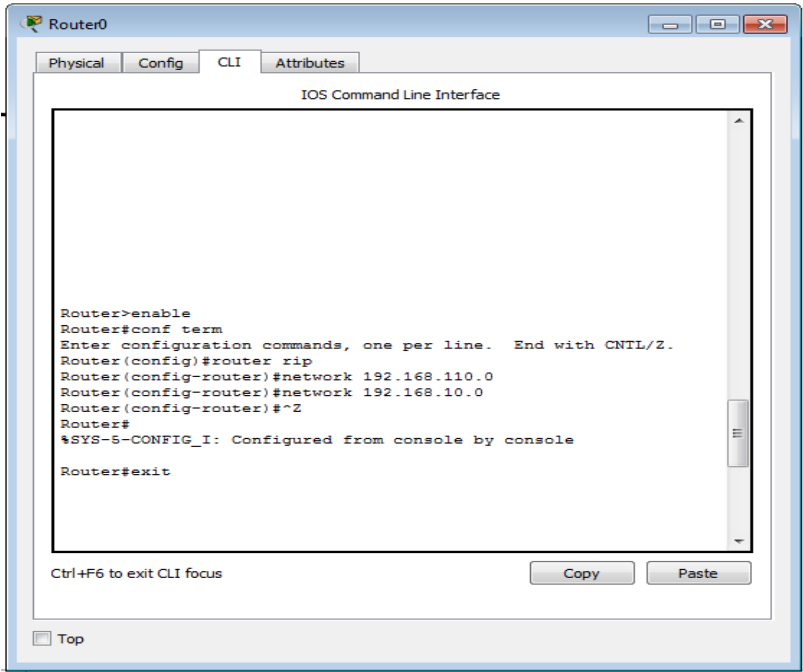 Router0
Physical Config CLI Attributes
IOS Command Line Interface
Router>enable
Router#conf term
Enter configuration commands, one per line.  End with CNTL/Z.
Router(config)#router rip
Router(config-router)#network 192.168.110.0
Router(config-router)#network 192.168.10.0
Router(config-router)#^Z
Router#
%SYS-5-CONFIG_I: Configured from console by console
Router#exit
Ctrl+F6 to exit CLI focus
Copy Paste
Top